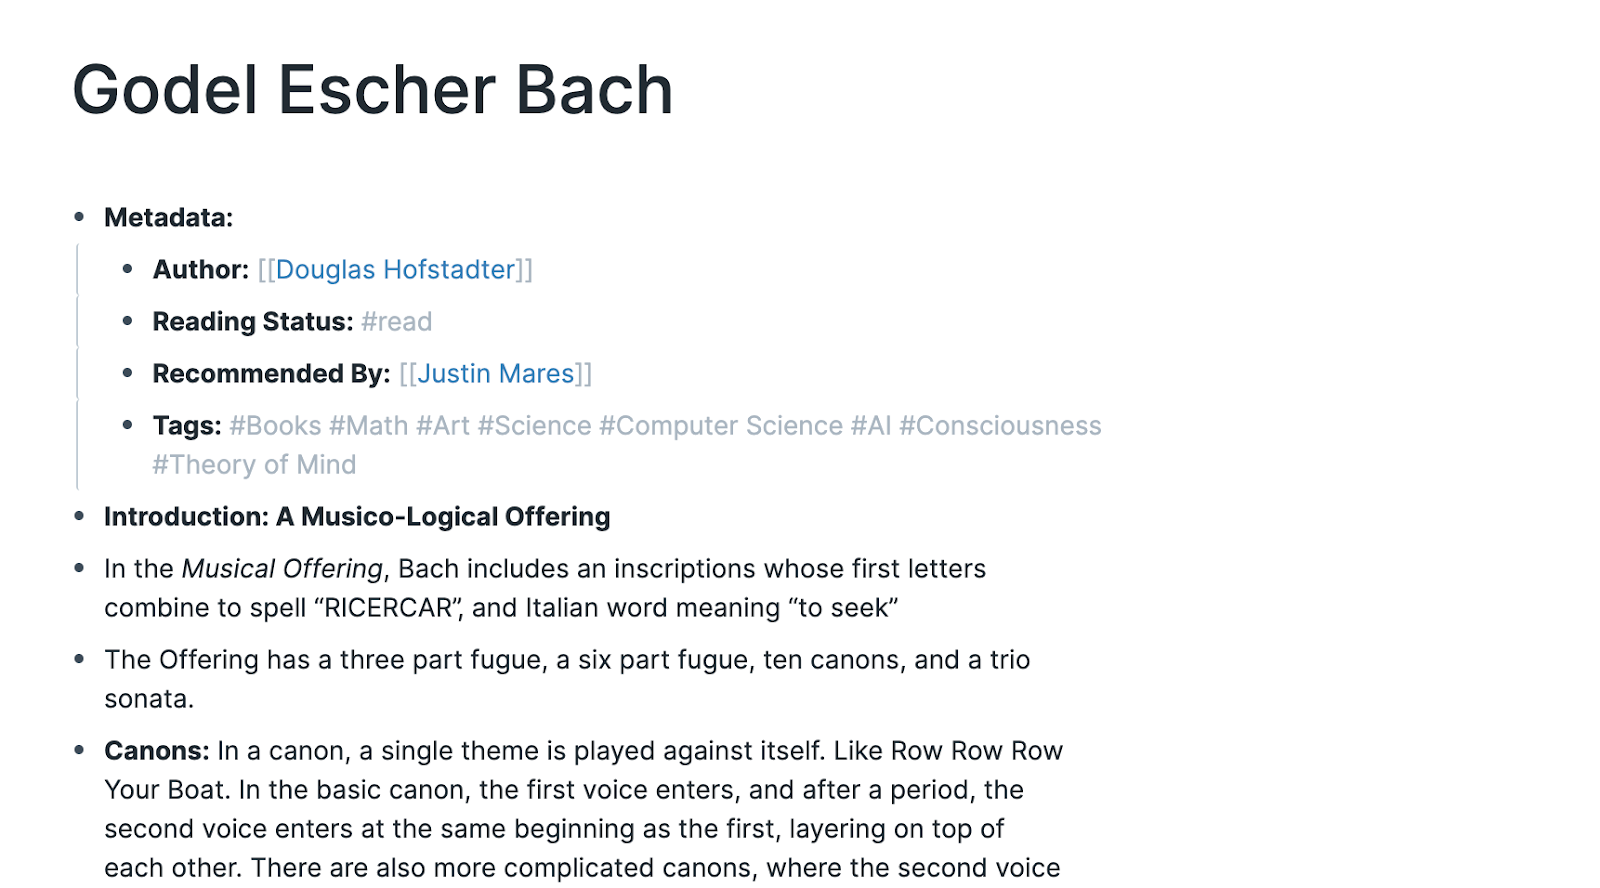 Godel Escher Bach
• Metadata:
• Author: [[Douglas Hofstadter]]
• Reading Status: #read
• Recommended By: [[Justin Mares]]
• Tags: #Books #Math #Art #Science #Computer Science #AI #Consciousness
#Theory of Mind
• Introduction: A Musico-Logical Offering
• In the Musical Offering, Bach includes an inscriptions whose first letters
combine to spell “RICERCAR”, and Italian word meaning “to seek”
• The Offering has a three part fugue, a six part fugue, ten canons, and a trio
sonata.
• Canons: In a canon, a single theme is played against itself. Like Row Row Row
Your Boat. In the basic canon, the first voice enters, and after a period, the
second voice enters at the same beginning as the first, layering on top of
each other. There are also more complicated canons, where the second voice